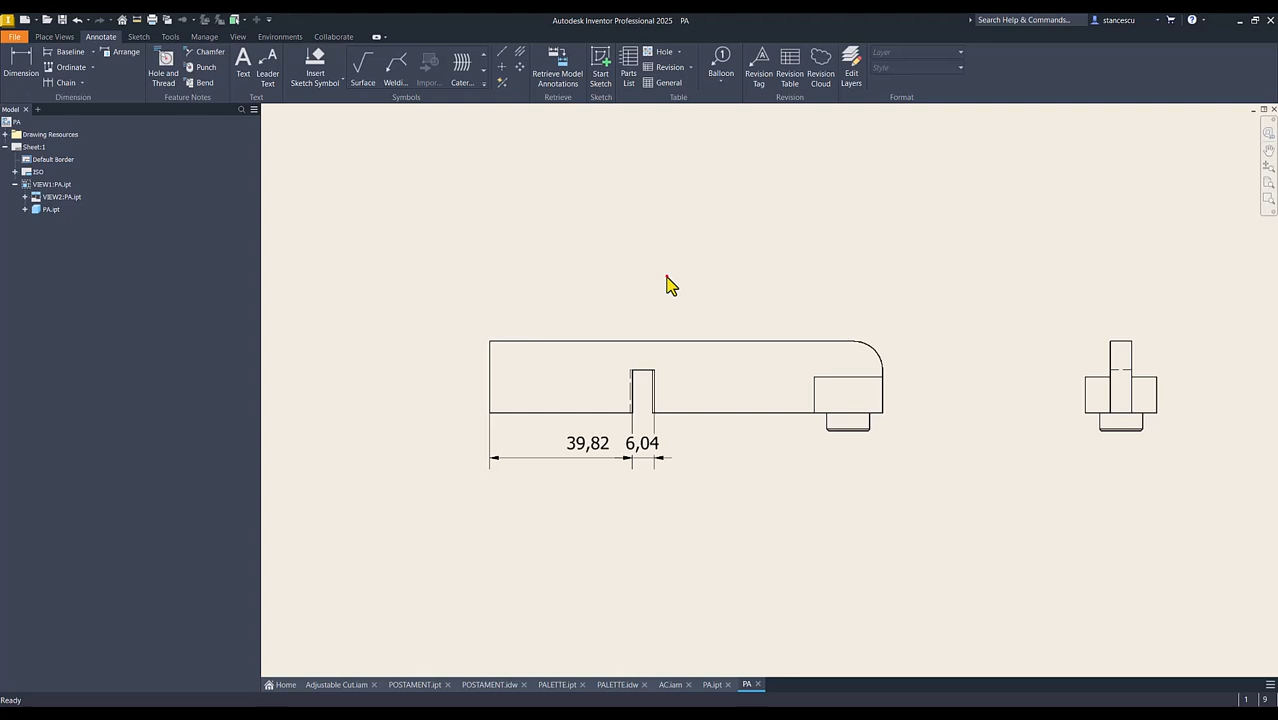 Autodesk Inventor Professional 2025 PA
Search Help & Commands...
stancescu
File Place Views Annotate Sketch Tools Manage View Environments Collaborate
Dimension
Baseline
Ordinate
Chain
Arrange
Dimension
Hole and
Thread
Chamfer
Punch
Bend
Feature Notes
Text
Leader
Text
Text
Insert
Sketch Symbol
Surface
Weldi...
Impor...
Cater...
Symbols
Retrieve Model
Annotations
Retrieve
Start
Sketch
Sketch
Parts
List
Hole
Revision
General
Table
Balloon
Revision
Tag
Revision
Table
Revision
Cloud
Revision
Edit
Layers
Layer
Style
Format
Model
PA
Drawing Resources
Sheet:1
Default Border
ISO
VIEW1:PA.ipt
VIEW2:PA.ipt
PA.ipt
39,82 6,04
Home Adjustable Cut.iam POSTAMENT.ipt POSTAMENT.idw PALETTE.ipt PALETTE.idw AC.iam PA.ipt PA
Ready
1 9